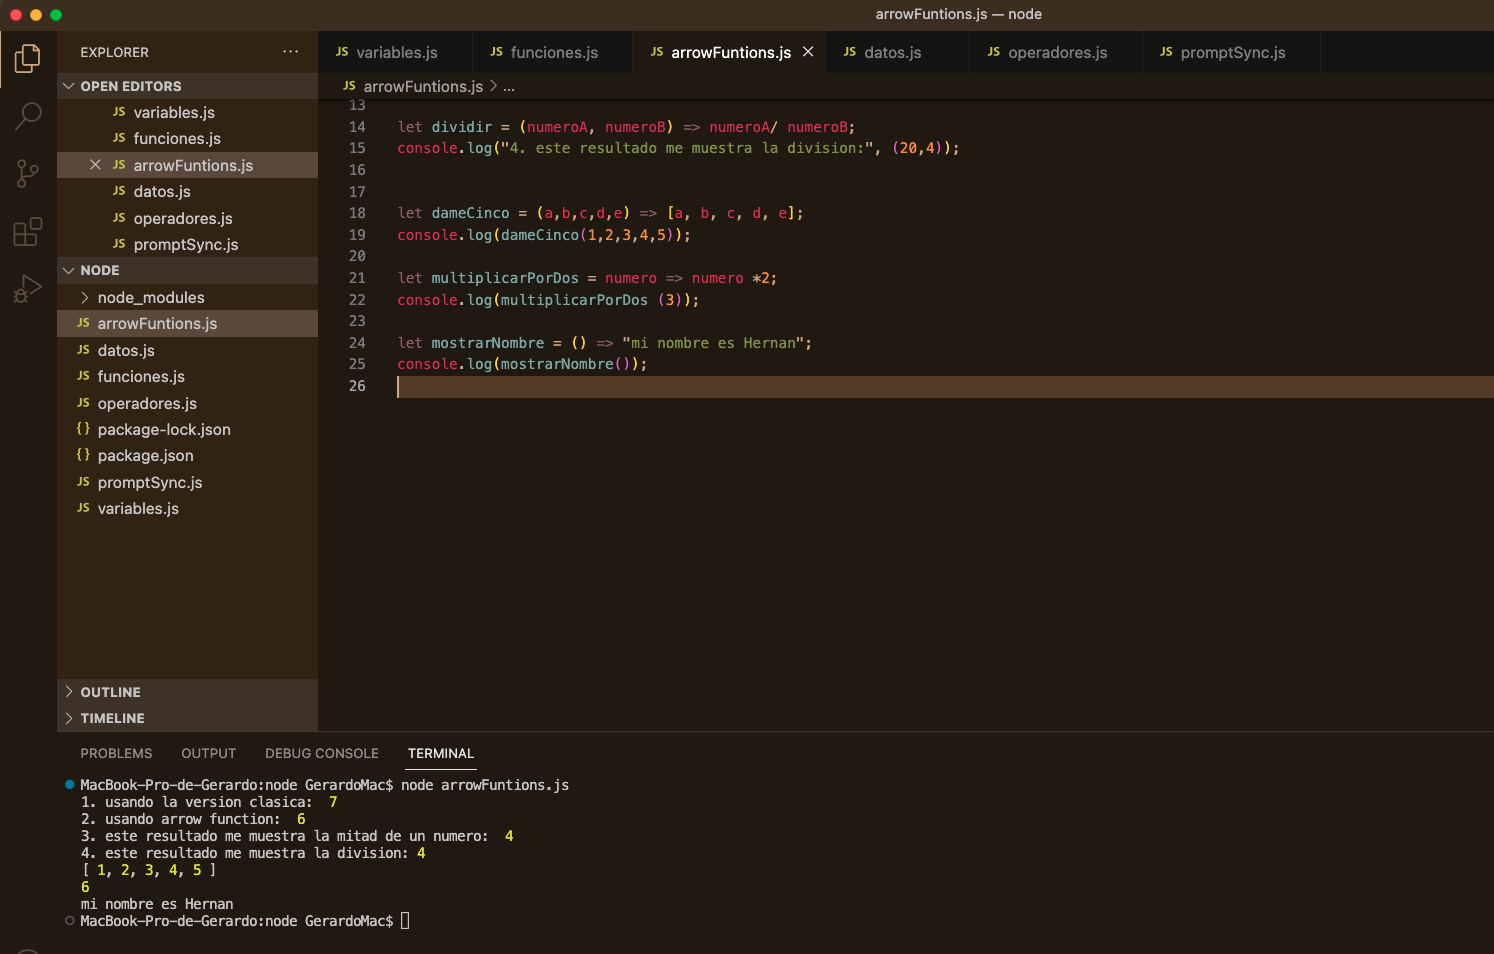 arrowFuntions.js — node
EXPLORER ...
OPEN EDITORS
JS variables.js
JS funciones.js
JS arrowFuntions.js
JS datos.js
JS operadores.js
JS promptSync.js
NODE
node_modules
JS arrowFuntions.js
JS datos.js
JS funciones.js
JS operadores.js
{} package-lock.json
{} package.json
JS promptSync.js
JS variables.js
OUTLINE
TIMELINE
JS variables.js JS funciones.js JS arrowFuntions.js JS datos.js JS operadores.js JS promptSync.js
JS arrowFuntions.js > ...
13
14 let dividir = (numeroA, numeroB) => numeroA/ numeroB;
15 console.log("4. este resultado me muestra la division:", (20,4));
16
17
18 let dameCinco = (a,b,c,d,e) => [a, b, c, d, e];
19 console.log(dameCinco(1,2,3,4,5));
20
21 let multiplicarPorDos = numero => numero *2;
22 console.log(multiplicarPorDos (3));
23
24 let mostrarNombre = () => "mi nombre es Hernan";
25 console.log(mostrarNombre());
26
PROBLEMS OUTPUT DEBUG CONSOLE TERMINAL
MacBook-Pro-de-Gerardo:node GerardoMac$ node arrowFuntions.js
1. usando la version clasica:  7
2. usando arrow function:  6
3. este resultado me muestra la mitad de un numero:  4
4. este resultado me muestra la division: 4
[ 1, 2, 3, 4, 5 ]
6
mi nombre es Hernan
MacBook-Pro-de-Gerardo:node GerardoMac$